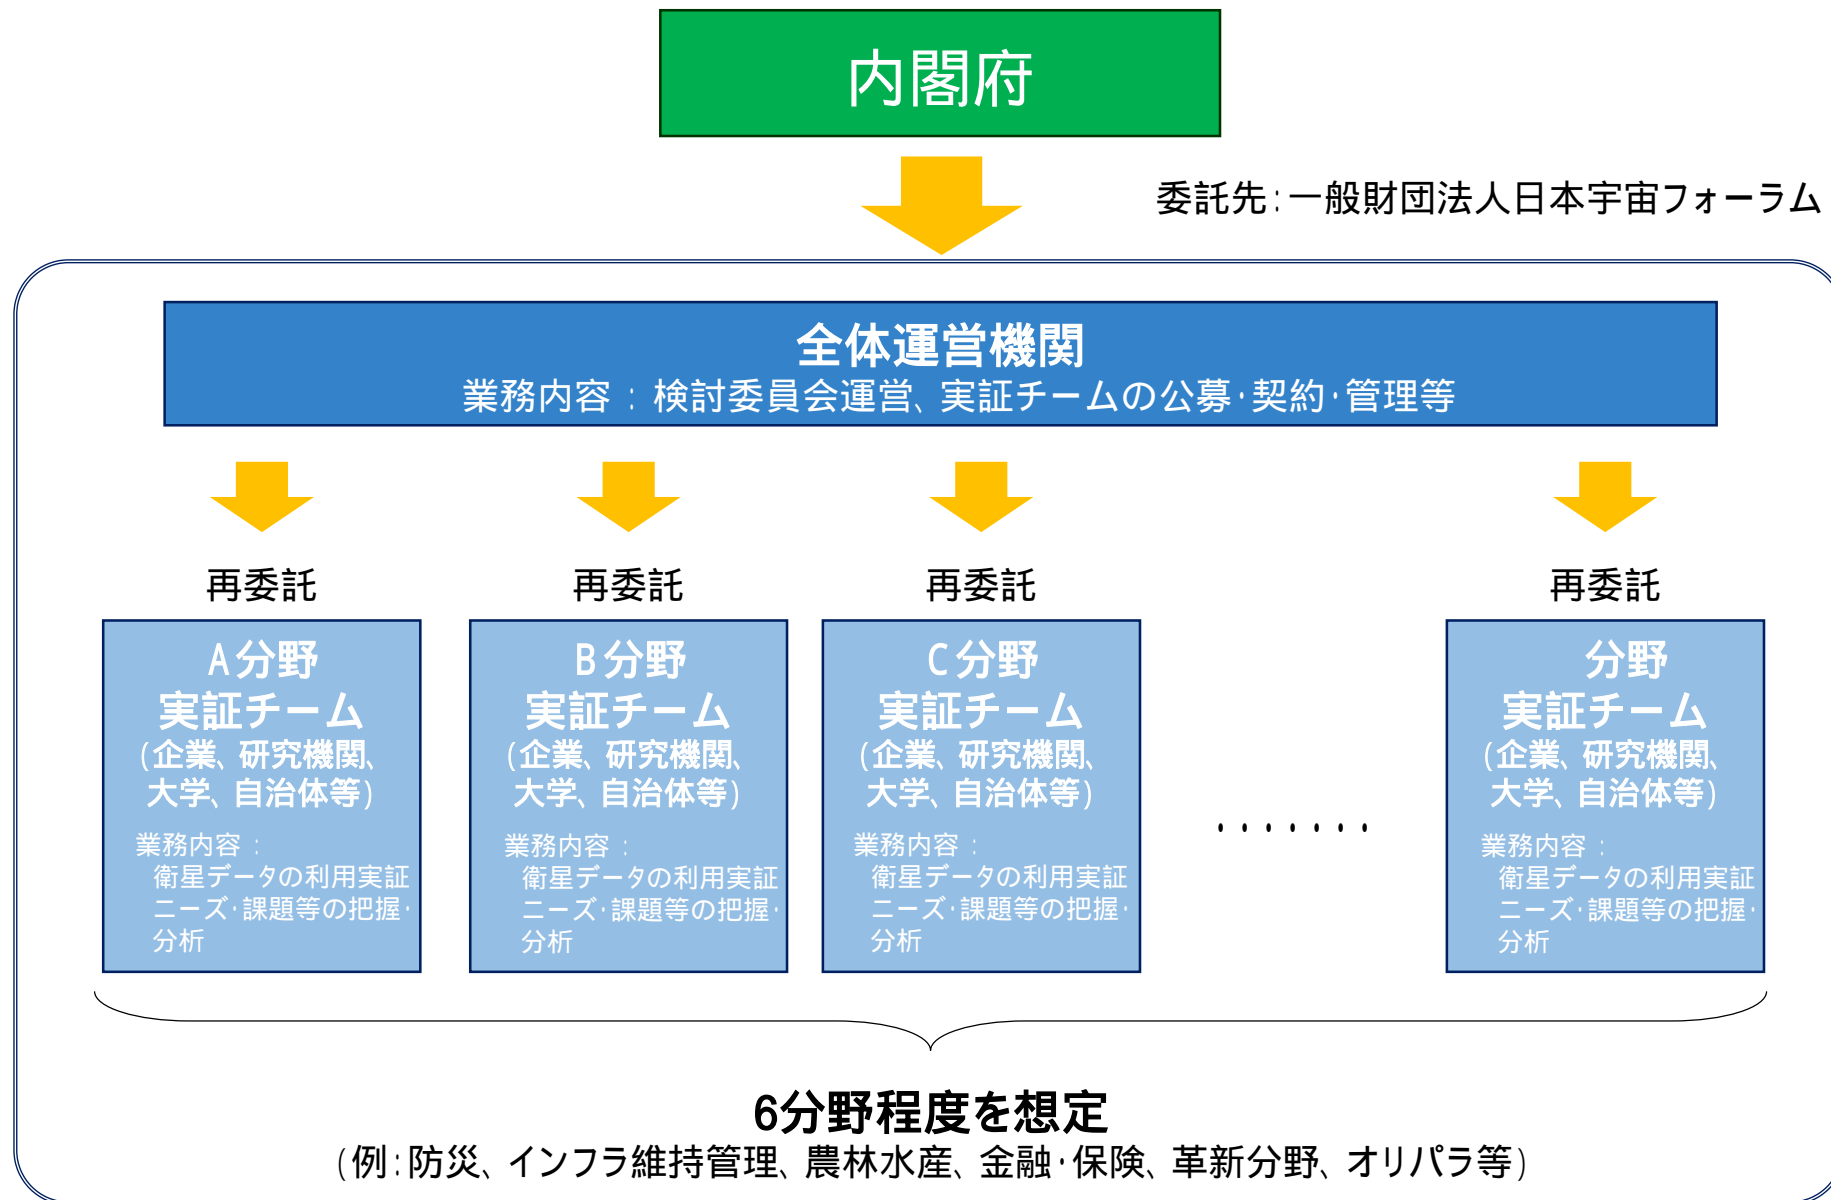 内閣府
委託先:一般財団法人日本宇宙フォーラム
全体運営機関
業務内容:検討委員会運営、実証チームの公募・契約・管理等
再委託
再委託
再委託
再委託
A分野
実証チーム
(企業、研究機関、
大学、自治体等)
業務内容:
衛星データの利用実証
ニーズ・課題等の把握・
分析
B分野
実証チーム
(企業、研究機関、
大学、自治体等)
業務内容:
衛星データの利用実証
ニーズ・課題等の把握・
分析
C分野
実証チーム
(企業、研究機関、
大学、自治体等)
業務内容:
衛星データの利用実証
ニーズ・課題等の把握・
分析
・・・・・・・
分野
実証チーム
(企業、研究機関、
大学、自治体等)
業務内容:
衛星データの利用実証
ニーズ・課題等の把握・
分析
6分野程度を想定
(例:防災、インフラ維持管理、農林水産、金融・保険、革新分野、オリパラ等)